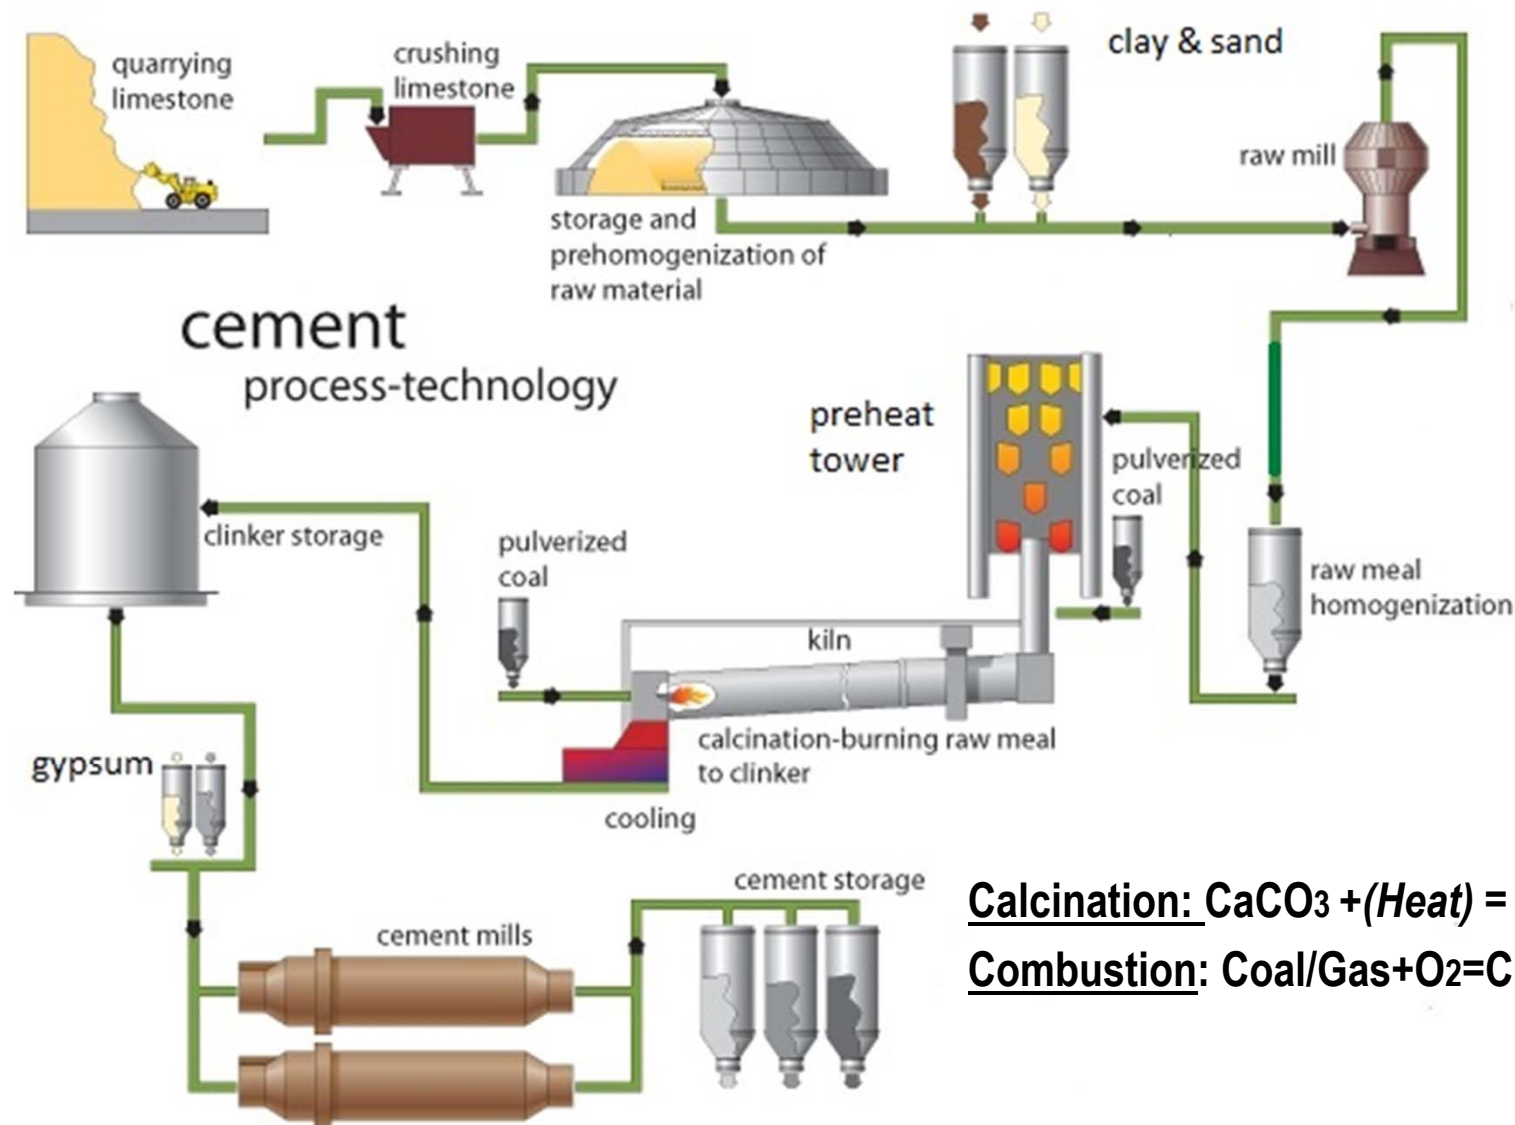 quarrying
limestone
crushing
limestone
clay & sand
raw mill
storage and
prehomogenization of
raw material
cement
process-technology
preheat
tower
pulverized
coal
clinker storage
pulverized
coal
raw meal
homogenization
kiln
gypsum
calcination-burning raw meal
to clinker
cooling
cement storage
cement mills
Calcination: CaCO3 +(Heat) =
Combustion: Coal/Gas+O2=C